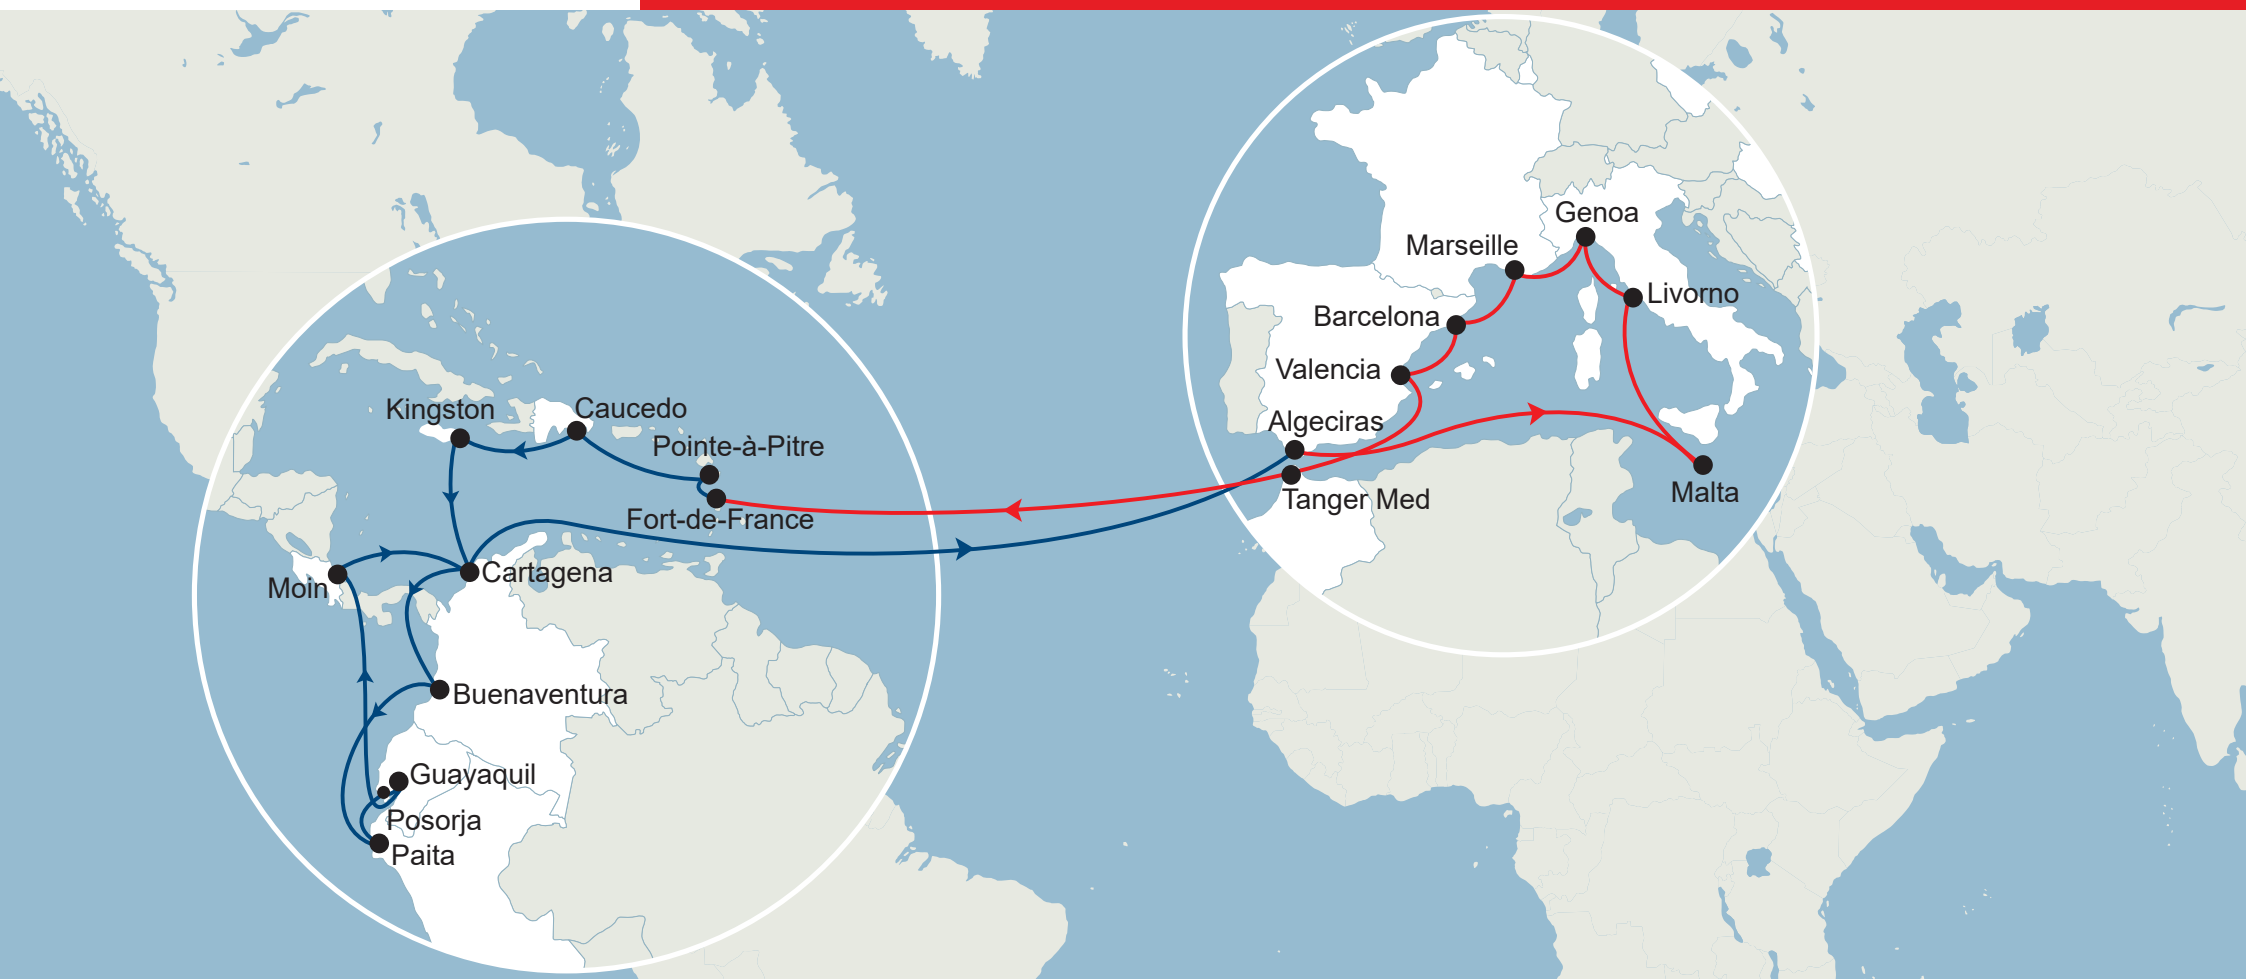 Genoa
Marseille
Livorno
Barcelona
Valencia
Algeciras
Tanger Med
Malta
Kingston
Caucedo
Pointe-à-Pitre
Fort-de-France
Cartagena
Moin
Buenaventura
Guayaquil
Posorja
Paita